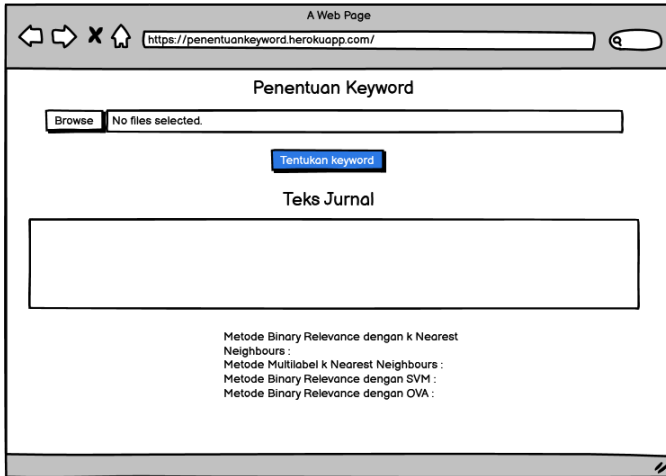 A Web Page
https://penentuankeyword.herokuapp.com/
Penentuan Keyword
Browse No files selected.
Tentukan keyword
Teks Jurnal
Metode Binary Relevance dengan k Nearest
Neighbours :
Metode Multilabel k Nearest Neighbours :
Metode Binary Relevance dengan SVM :
Metode Binary Relevance dengan OVA :